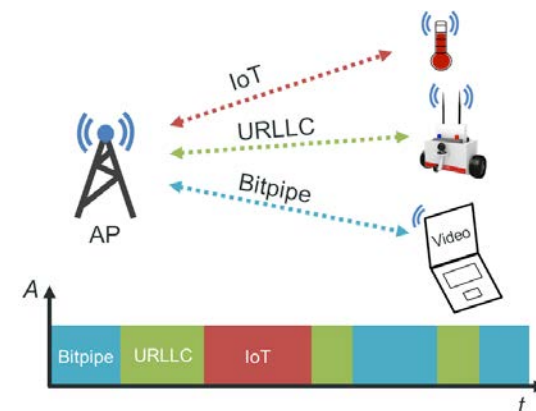 IoT
URLLC
Bitpipe
AP
Video
A
Bitpipe URLLC IoT
t